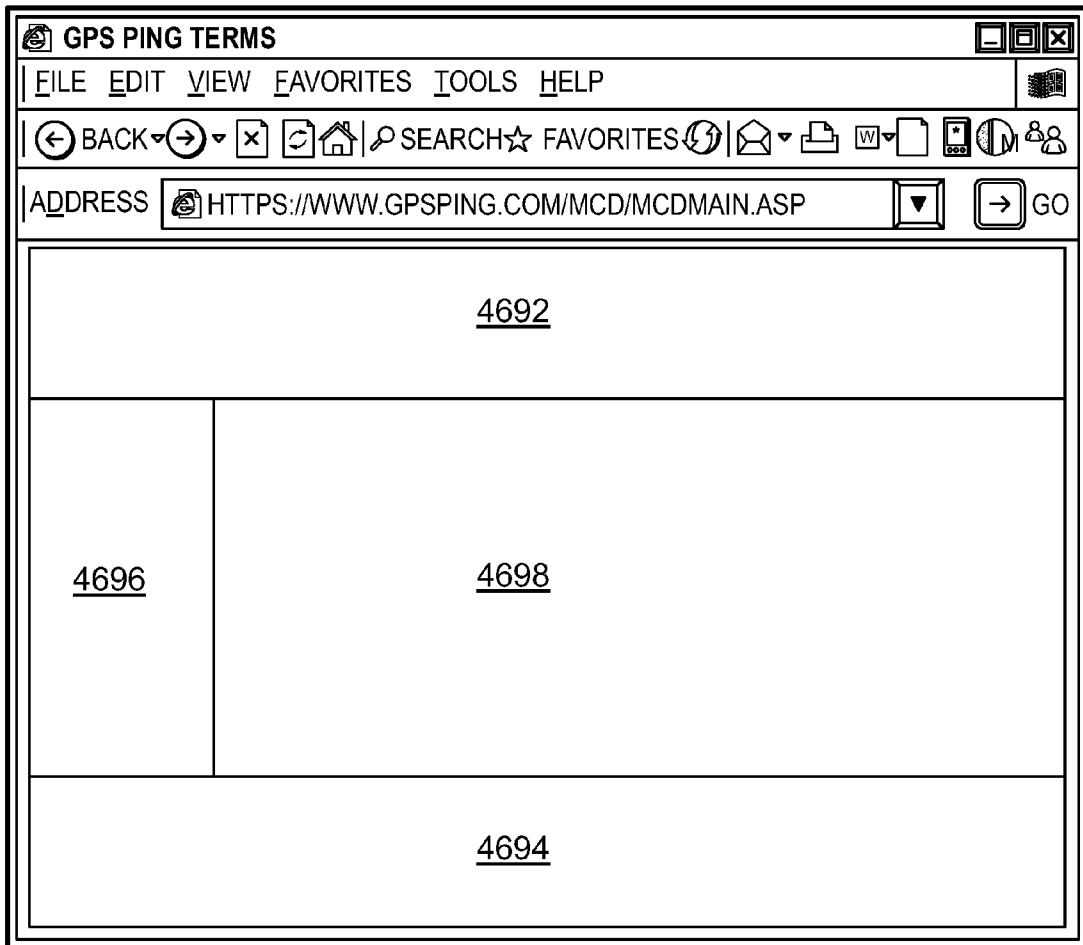 GPS PING TERMS
FILE EDIT VIEW FAVORITES TOOLS HELP
BACK SEARCH FAVORITES W M
ADDRESS HTTPS://WWW.GPSPING.COM/MCD/MCDMAIN.ASP GO
4692
4696 4698
4694